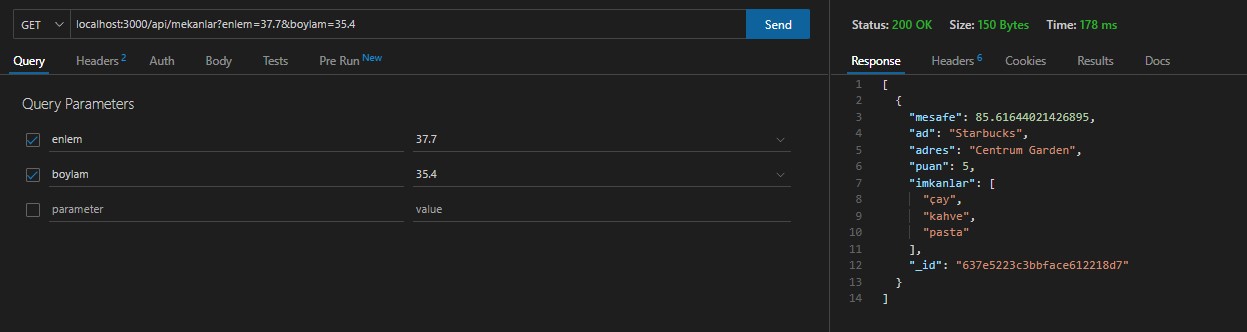 GET localhost:3000/api/mekanlar?enlem=37.7&boylam=35.4 Send
Query Headers 2 Auth Body Tests Pre Run New
Query Parameters
enlem 37.7
boylam 35.4
parameter value
Status: 200 OK Size: 150 Bytes Time: 178 ms
Response Headers 6 Cookies Results Docs
1 [
2 {
3 "mesafe": 85.61644021426895,
4 "ad": "Starbucks",
5 "adres": "Centrum Garden",
6 "puan": 5,
7 "imkanlar": [
8 "çay",
9 "kahve",
10 "pasta"
11 ],
12 "_id": "637e5223c3bbface612218d7"
13 }
14 ]